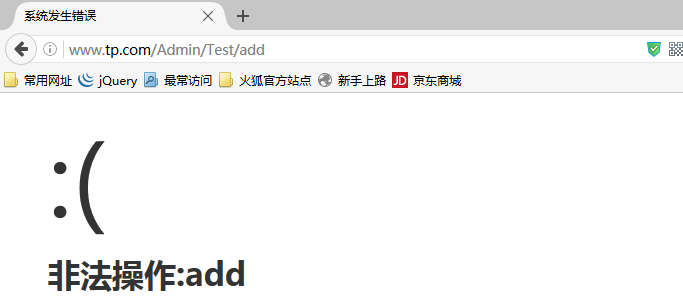 系统发生错误
www.tp.com/Admin/Test/add
常用网址 jQuery 最常访问 火狐官方站点 新手上路 JD 京东商城
:(
非法操作:add